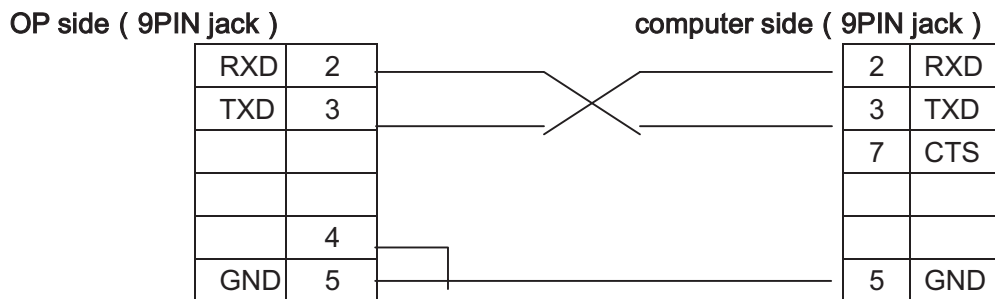 OP side ( 9PIN jack ) computer side ( 9PIN jack )
RXD 2 2 RXD
TXD 3 3 TXD
7 CTS
4
GND 5 5 GND